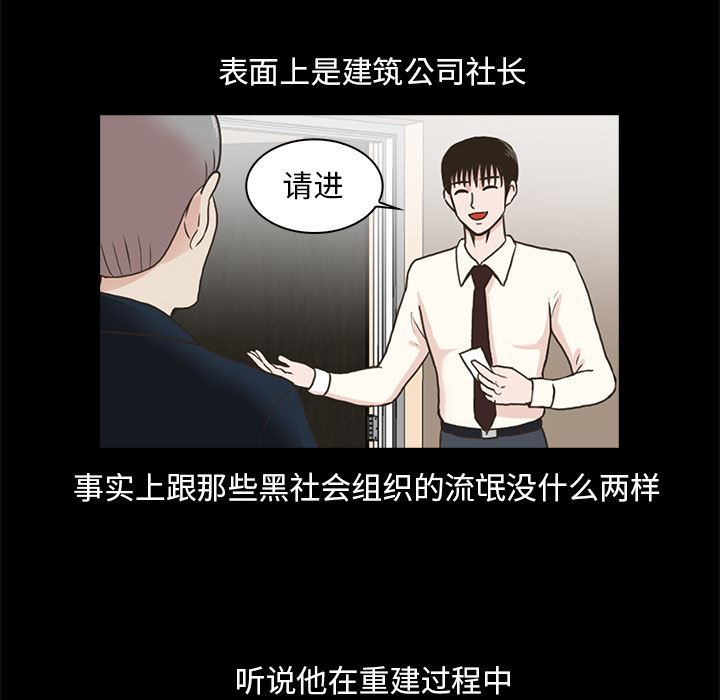 表面上是建筑公司社长
请进
事实上跟那些黑社会组织的流氓没什么两样
听说他在重建过程中